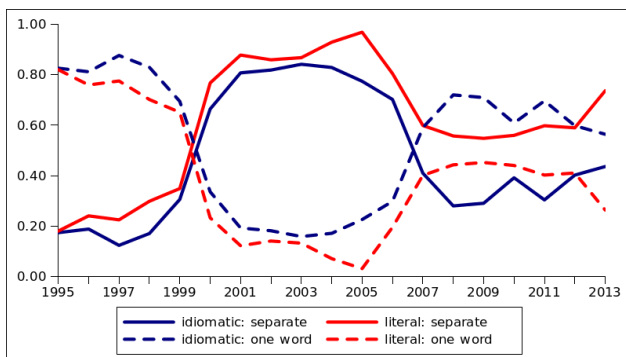 1.00
0.80
0.60
0.40
0.20
0.00
1995 1997 1999 2001 2003 2005 2007 2009 2011 2013
idiomatic: separate literal: separate
idiomatic: one word literal: one word